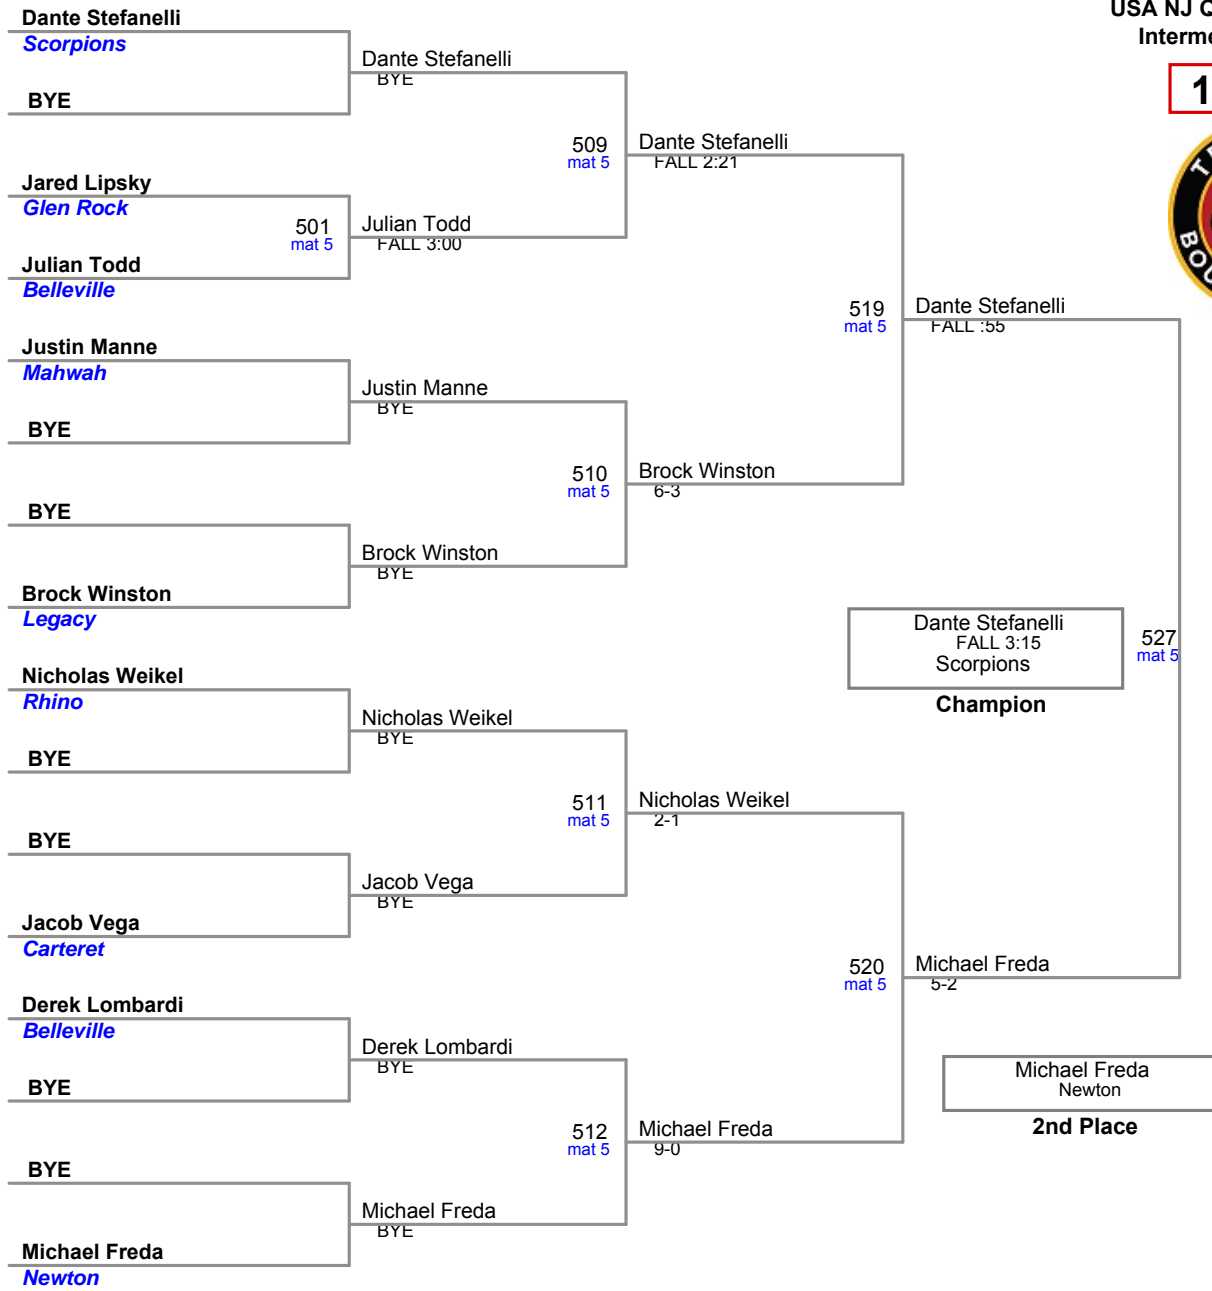 Dante Stefanelli
Scorpions
BYE
Jared Lipsky
Glen Rock
501
mat 5
Julian Todd
Belleville
Justin Manne
Mahwah
BYE
BYE
Brock Winston
Legacy
Nicholas Weikel
Rhino
BYE
BYE
Jacob Vega
Carteret
Derek Lombardi
Belleville
BYE
BYE
Michael Freda
Newton
Dante Stefanelli
BYE
509
mat 5
Julian Todd
FALL 3:00
Justin Manne
BYE
510
mat 5
Brock Winston
BYE
Nicholas Weikel
BYE
511
mat 5
Jacob Vega
BYE
Derek Lombardi
BYE
512
mat 5
Michael Freda
BYE
Dante Stefanelli
FALL 2:21
519
mat 5
Brock Winston
6-3
Nicholas Weikel
2-1
520
mat 5
Michael Freda
9-0
Dante Stefanelli
FALL :55
Dante Stefanelli
FALL 3:15
Scorpions
Champion
527
mat 5
Michael Freda
5-2
Michael Freda
Newton
2nd Place
USA NJ
1